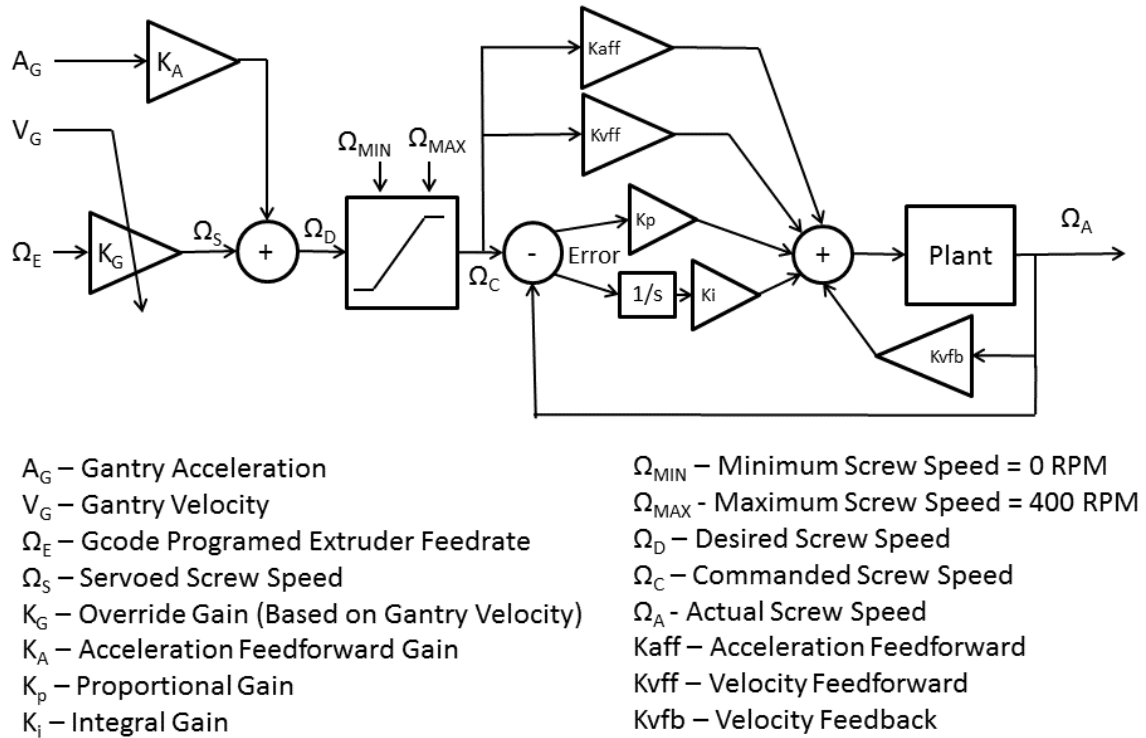 A_G
K_A
V_G
Ω_E
K_G
Ω_S
+
Ω_D
Ω_MIN
Ω_MAX
Ω_C
-
Error
Kaff
Kvff
Kp
1/s
Ki
+
Plant
Kvfb
Ω_A
A_G – Gantry Acceleration
V_G – Gantry Velocity
Ω_E – Gcode Programed Extruder Feedrate
Ω_S – Servoed Screw Speed
K_G – Override Gain (Based on Gantry Velocity)
K_A – Acceleration Feedforward Gain
K_p – Proportional Gain
K_i – Integral Gain
Ω_MIN – Minimum Screw Speed = 0 RPM
Ω_MAX - Maximum Screw Speed = 400 RPM
Ω_D – Desired Screw Speed
Ω_C – Commanded Screw Speed
Ω_A - Actual Screw Speed
Kaff – Acceleration Feedforward
Kvff – Velocity Feedforward
Kvfb – Velocity Feedback